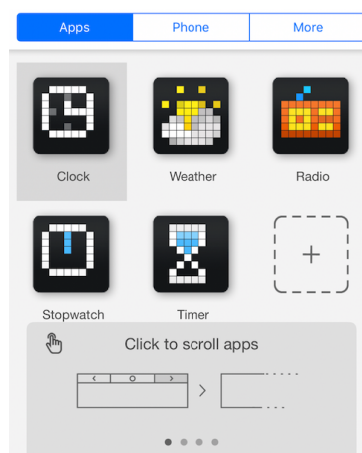 Apps Phone More
Clock Weather Radio
Stopwatch Timer
Click to scroll apps